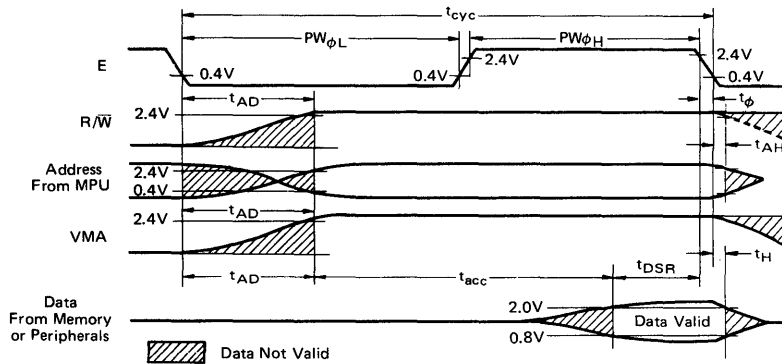 tcyc
PWϕL
PWϕH
E
0.4V
0.4V
2.4V
2.4V
0.4V
tAD
tϕ
R/W̅
2.4V
tAH
Address
From MPU
2.4V
0.4V
tAD
VMA
2.4V
tH
tAD
tacc
tDSR
Data
From Memory
or Peripherals
2.0V
0.8V
Data Valid
Data Not Valid